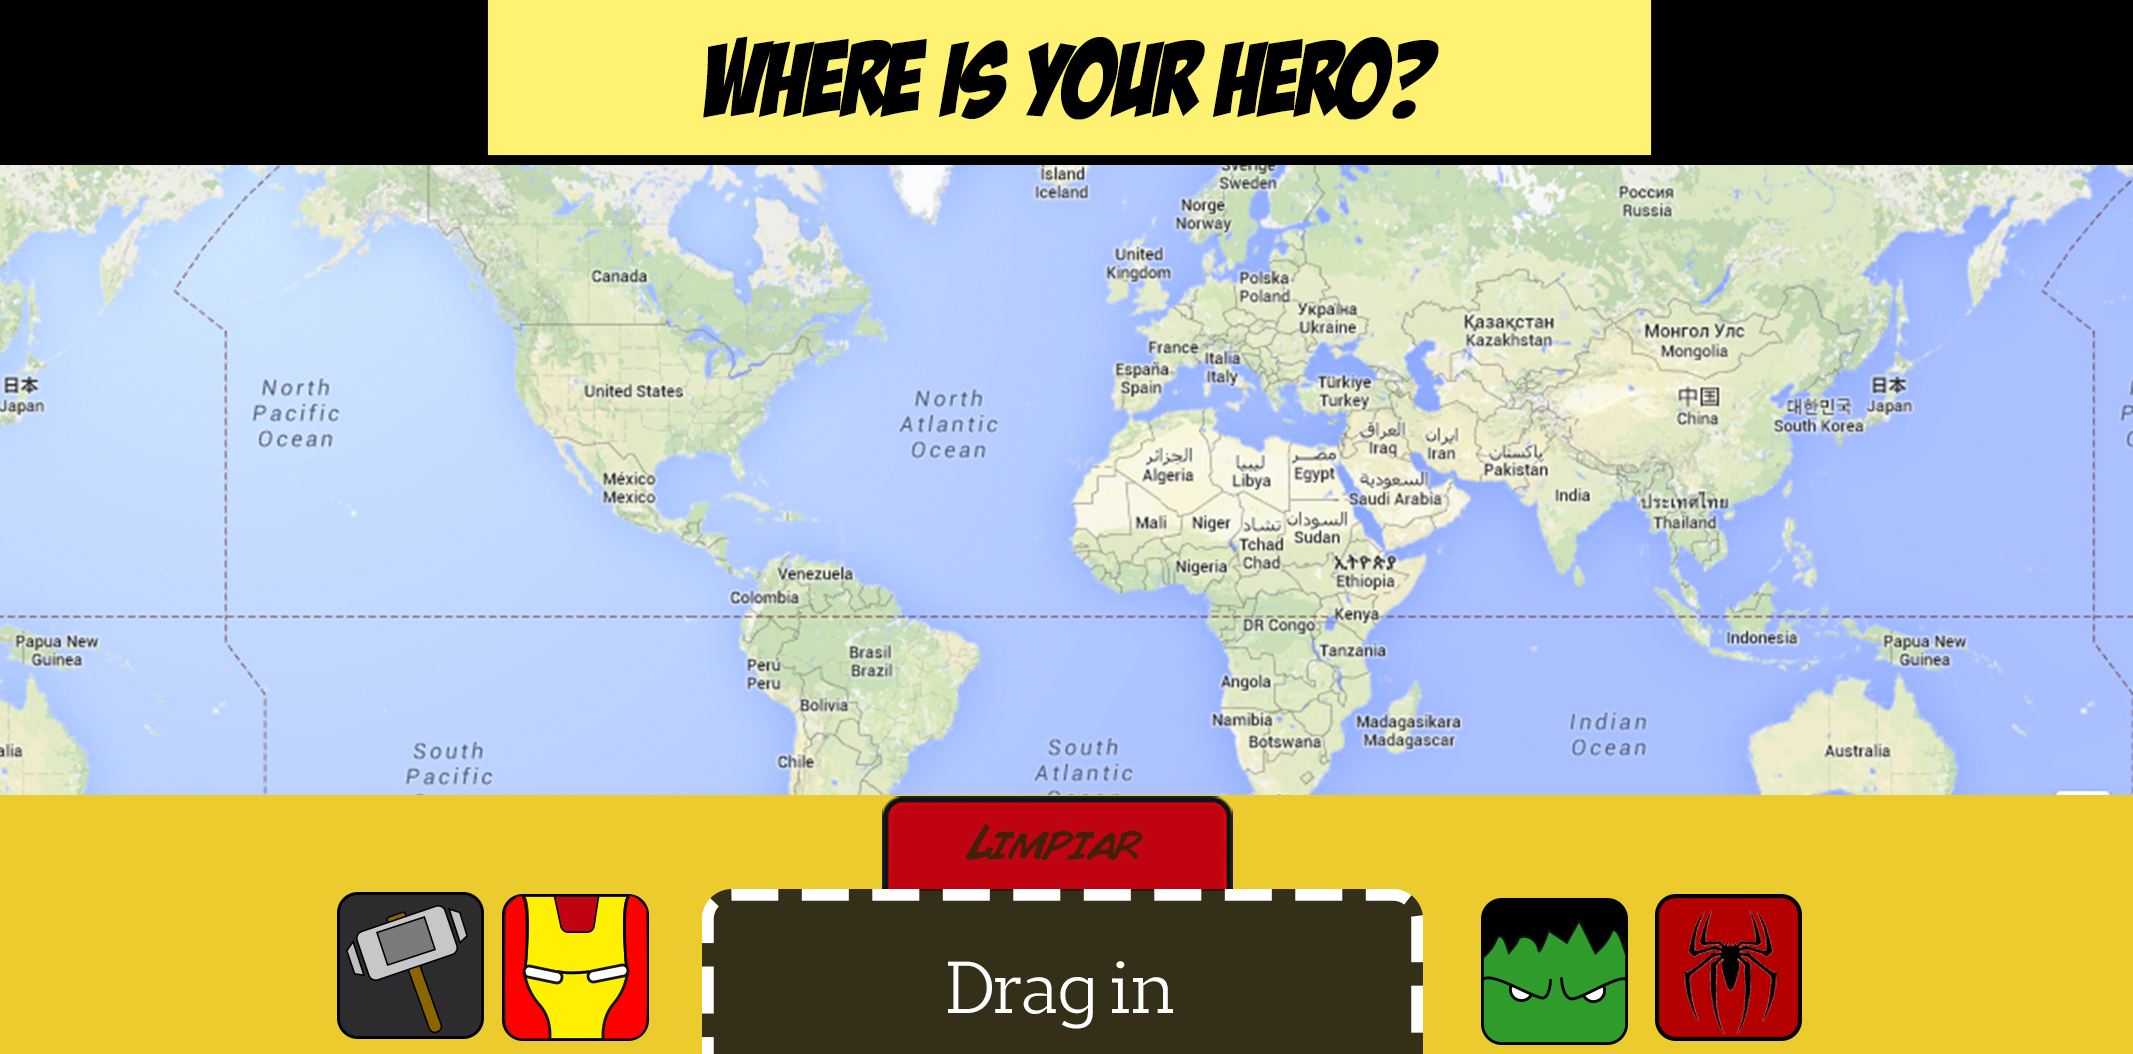 WHERE IS YOUR HERO?
Ísland
Iceland
Sverige
Sweden
Norge
Norway
Россия
Russia
United
Kingdom
Canada
Polska
Poland
Україна
Ukraine
Қазақстан
Kazakhstan
Монгол Улс
Mongolia
France
Italia
Italy
España
Spain
Türkiye
Turkey
日本
Japan
North
Pacific
Ocean
United States
North
Atlantic
Ocean
中国
China
대한민국
South Korea
日本
Japan
العراق
Iraq
ایران
Iran
پاکستان
Pakistan
الجزائر
Algeria
ليبيا
Libya
مصر
Egypt
السعودية
Saudi Arabia
India
ประเทศไทย
Thailand
México
Mexico
Mali
Niger
تشاد
Tchad
Chad
السودان
Sudan
Nigeria
ኢትዮጵያ
Ethiopia
Venezuela
Colombia
Kenya
DR Congo
Tanzania
Indonesia
Papua New
Guinea
Papua New
Guinea
Brasil
Brazil
Perú
Peru
Bolivia
Angola
Namibia
Botswana
Madagasikara
Madagascar
Indian
Ocean
Australia
alia
South
Pacific
Chile
South
Atlantic
Ocean
LIMPIAR
Drag in